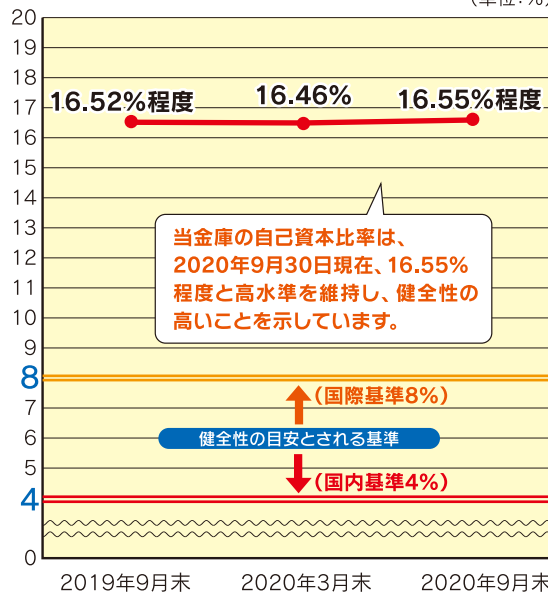 (単位:%)
20
19
18
17
16
15
14
13
12
11
10
9
8
7
6
5
4
0
16.52%程度
16.46%
16.55%程度
当金庫の自己資本比率は、
2020年9月30日現在、16.55%
程度と高水準を維持し、健全性の
高いことを示しています。
(国際基準8%)
健全性の目安とされる基準
(国内基準4%)
2019年9月末
2020年3月末
2020年9月末